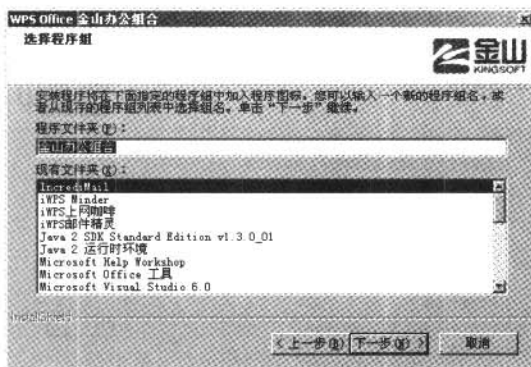 WPS Office 金山办公组合
选择程序组
金山
KINGSOFT
安装程序将在下面指定的程序组中加入程序图标。您可以输入一个新的程序组名，或
者从现有的程序组列表中选择组名。单击“下一步”继续。
程序文件夹(P)：
现有文件夹(X)：
IncrediMail
iWPS Minder
iWPS上网咖啡
iWPS邮件精灵
Java 2 SDK Standard Edition v1.3.0_01
Java 2 运行时环境
Microsoft Help Workshop
Microsoft Office 工具
Microsoft Visual Studio 6.0
InstallShield
< 上一步(B) 下一步(N) > 取消